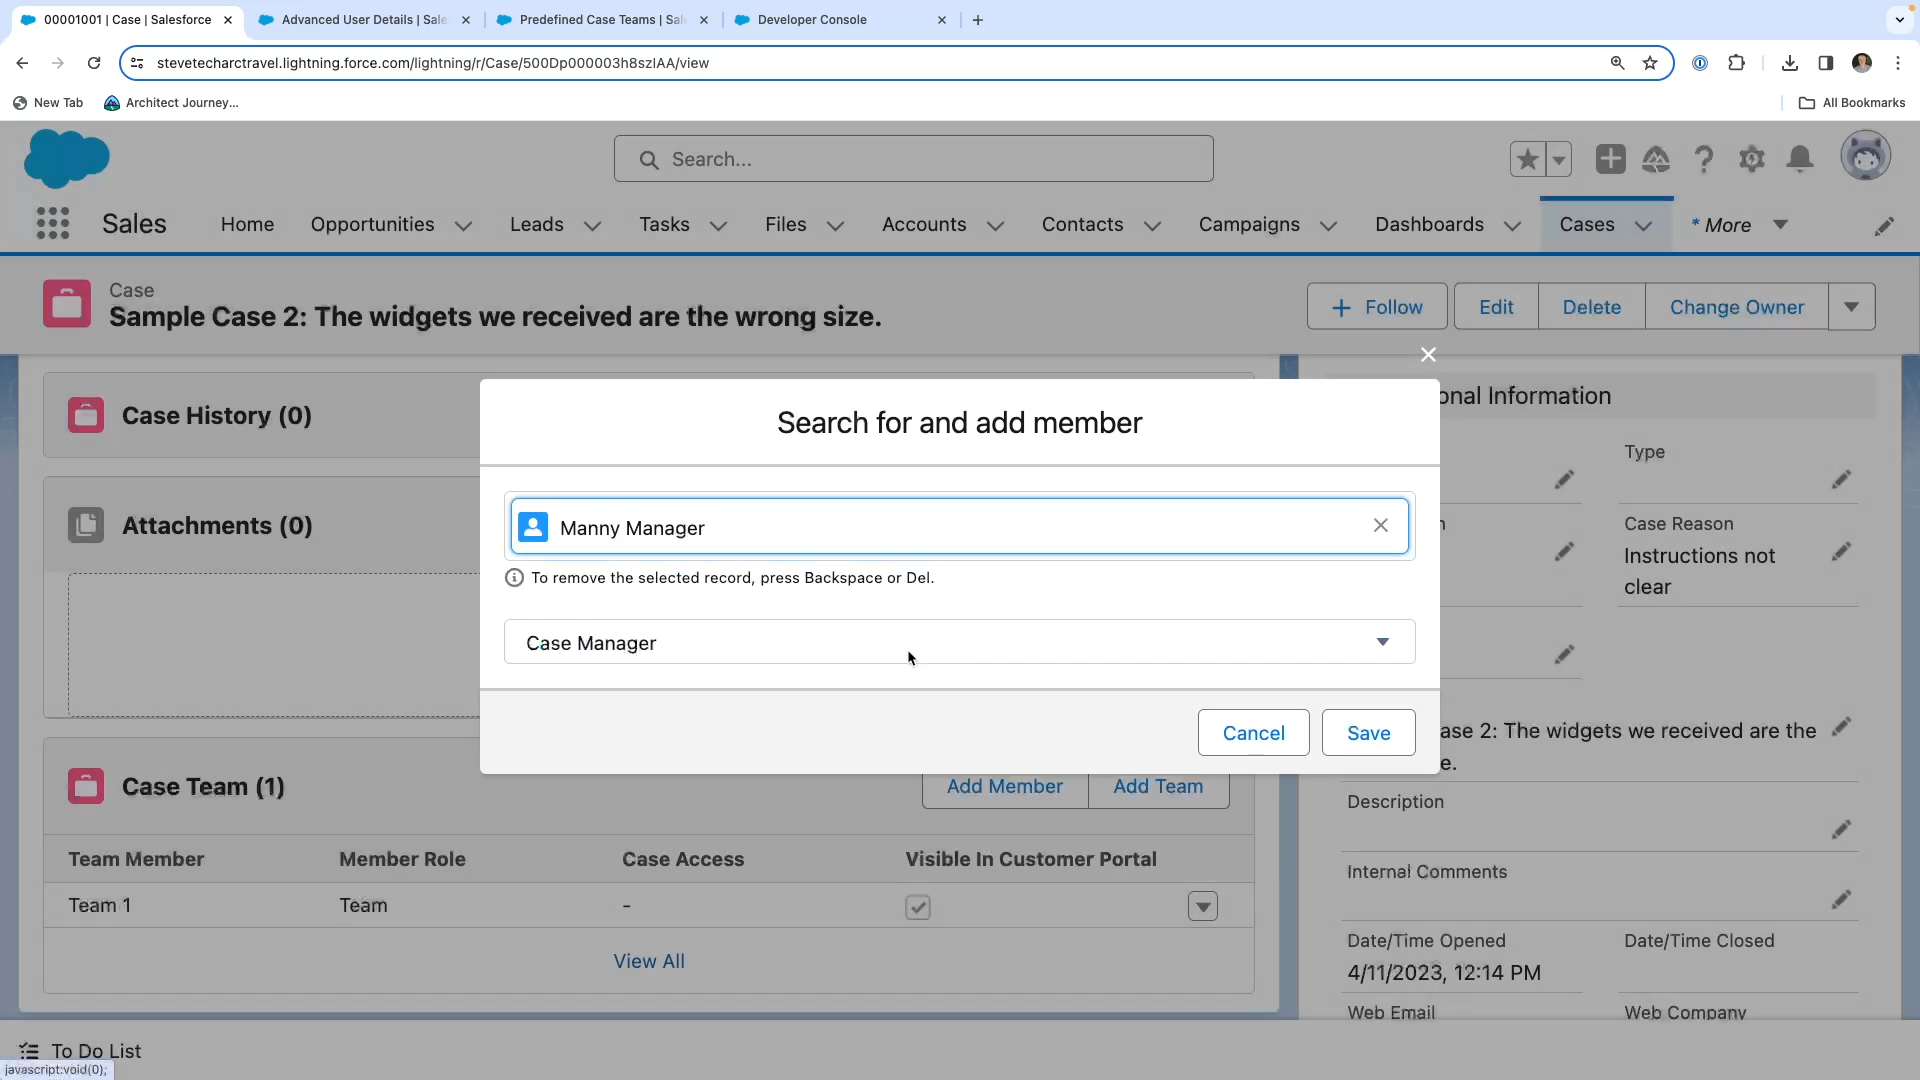 00001001 | Case | Salesforce
Advanced User Details | Sale
Predefined Case Teams | Sal
Developer Console
stevetecharctravel.lightning.force.com/lightning/r/Case/500Dp000003h8szIAA/view
New Tab
Architect Journey...
All Bookmarks
Search...
Sales
Home
Opportunities
Leads
Tasks
Files
Accounts
Contacts
Campaigns
Dashboards
Cases
* More
Case
Sample Case 2: The widgets we received are the wrong size.
Follow
Edit
Delete
Change Owner
Case History (0)
Attachments (0)
Search for and add member
Manny Manager
To remove the selected record, press Backspace or Del.
Case Manager
Cancel
Save
Case Team (1)
Add Member
Add Team
Team Member
Member Role
Case Access
Visible In Customer Portal
Team 1
Team
-
View All
onal Information
Type
n
Case Reason
Instructions not
clear
ase 2: The widgets we received are the
e.
Description
Internal Comments
Date/Time Opened
Date/Time Closed
4/11/2023, 12:14 PM
Web Email
Web Company
To Do List
javascript:void(0);